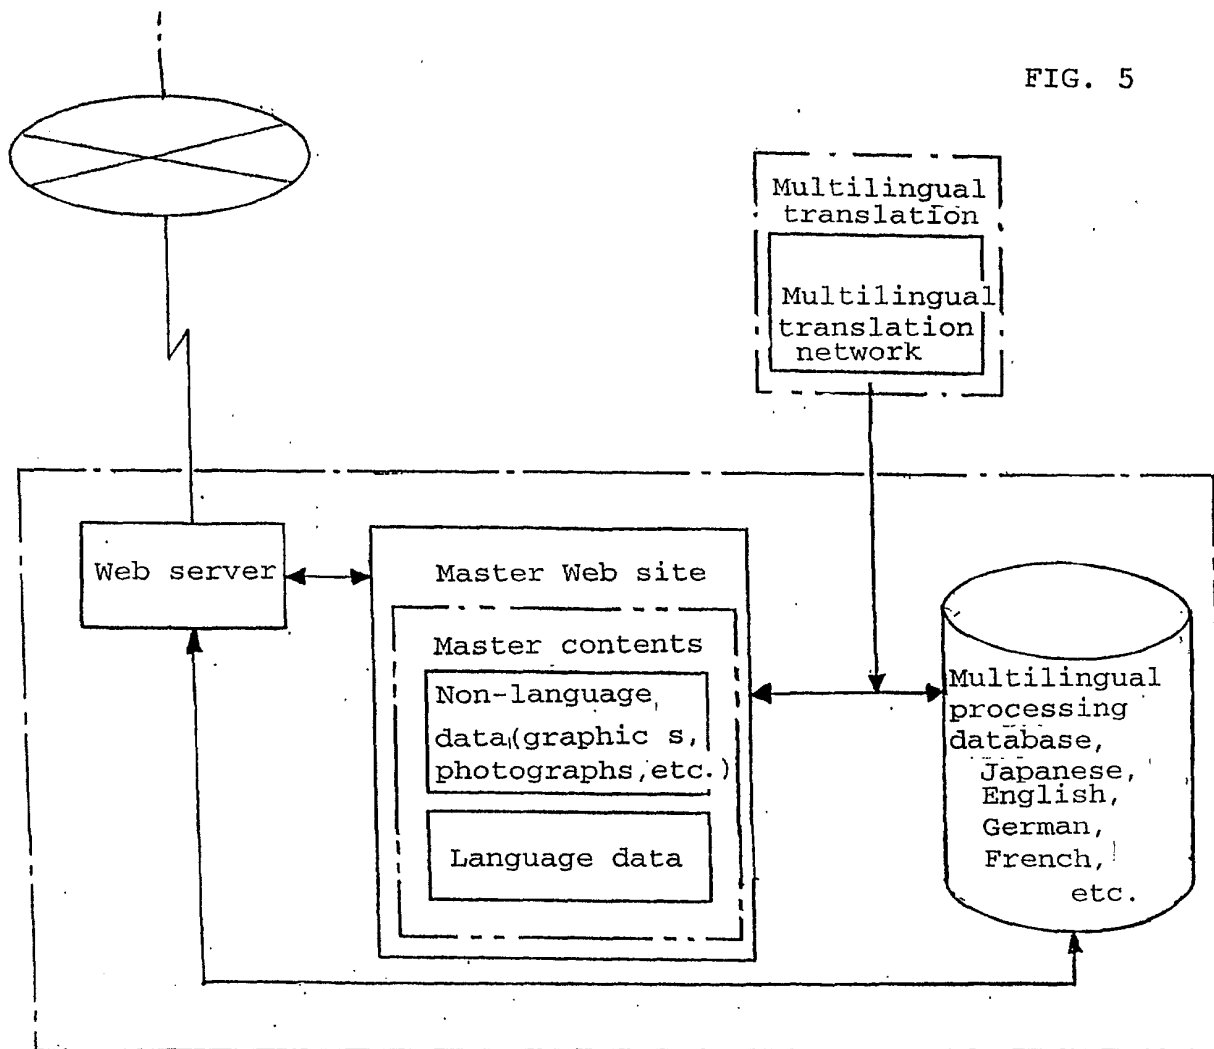 FIG. 5
Multilingual
translation
Multilingual
translation
network
Web server
Master Web site
Master contents
Non-language
data(graphic s,
photographs,etc.)
Language data
Multilingual
processing
database,
Japanese,
English,
German,
French,
etc.